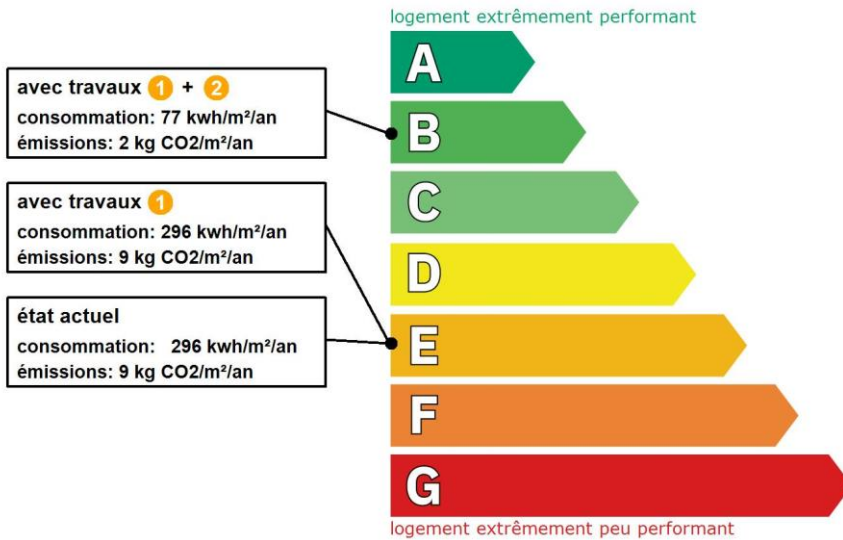 logement extrêmement performant
A
avec travaux 1 + 2
consommation: 77 kwh/m²/an
émissions: 2 kg CO2/m²/an
B
avec travaux 1
consommation: 296 kwh/m²/an
émissions: 9 kg CO2/m²/an
C
D
état actuel
consommation: 296 kwh/m²/an
émissions: 9 kg CO2/m²/an
E
F
G
logement extrêmement peu performant